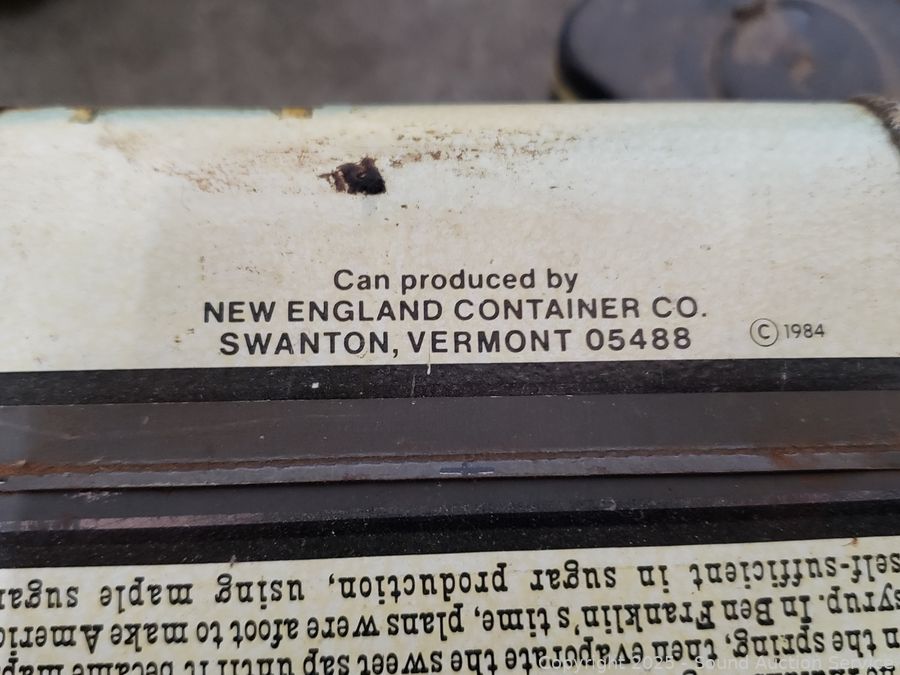 Can produced by
NEW ENGLAND CONTAINER CO.
SWANTON, VERMONT 05488
© 1984
the spring, then evaporate the sweet sap until it became
syrup. In Ben Franklin's time, plans were afoot to make
self-sufficient in sugar production, using maple sugar
Copyright 2025 - Sound Auction Service